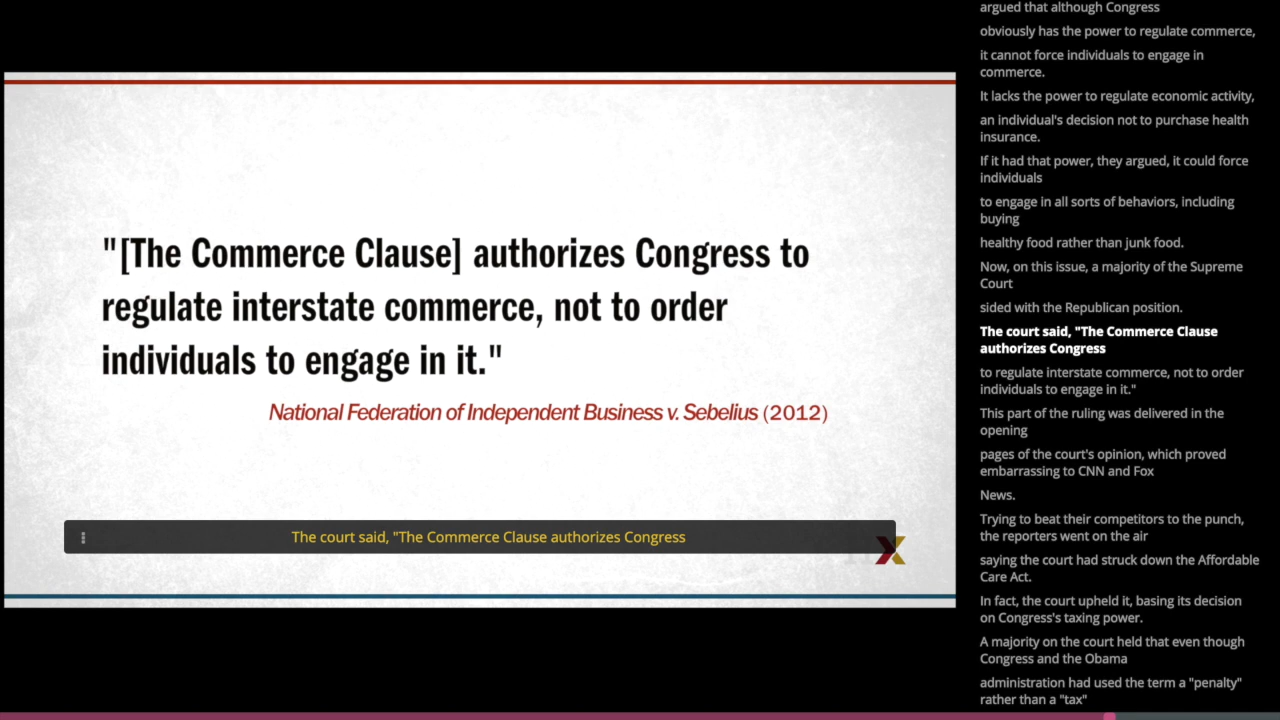 "[The Commerce Clause] authorizes Congress to
regulate interstate commerce, not to order
individuals to engage in it."
National Federation of Independent Business v. Sebelius (2012)
The court said, "The Commerce Clause authorizes Congress
X
argued that although Congress
obviously has the power to regulate commerce,
it cannot force individuals to engage in
commerce.
It lacks the power to regulate economic activity,
an individual's decision not to purchase health
insurance.
If it had that power, they argued, it could force
individuals
to engage in all sorts of behaviors, including
buying
healthy food rather than junk food.
Now, on this issue, a majority of the Supreme
Court
sided with the Republican position.
The court said, "The Commerce Clause
authorizes Congress
to regulate interstate commerce, not to order
individuals to engage in it."
This part of the ruling was delivered in the
opening
pages of the court's opinion, which proved
embarrassing to CNN and Fox
News.
Trying to beat their competitors to the punch,
the reporters went on the air
saying the court had struck down the Affordable
Care Act.
In fact, the court upheld it, basing its decision
on Congress's taxing power.
A majority on the court held that even though
Congress and the Obama
administration had used the term a "penalty"
rather than a "tax"